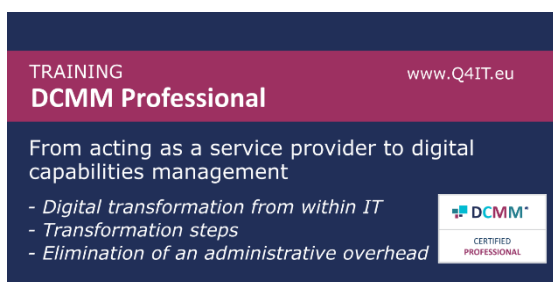 TRAINING
www.Q4IT.eu
DCMM Professional
From acting as a service provider to digital
capabilities management
- Digital transformation from within IT
- Transformation steps
- Elimination of an administrative overhead
DCMM
CERTIFIED
PROFESSIONAL